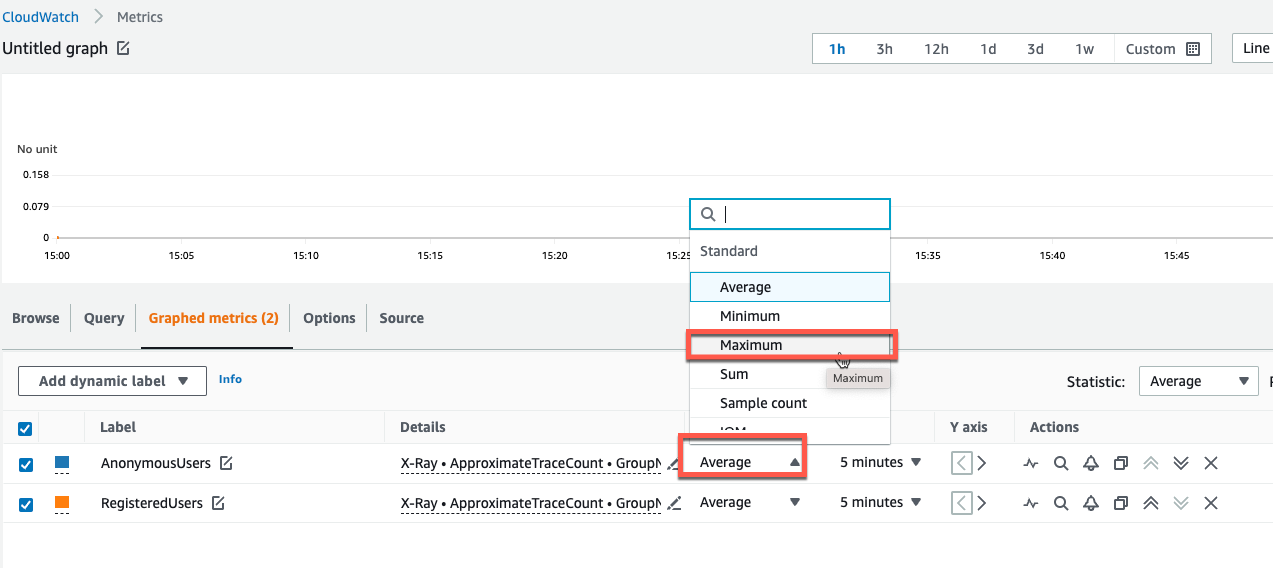 CloudWatch Metrics
Untitled graph
1h 3h 12h 1d 3d 1w Custom Line
No unit
0.158
0.079
0
15:00 15:05 15:10 15:15 15:20 15:25 15:35 15:40 15:45
Standard
Average
Minimum
Maximum
Sum
Maximum
Sample count
Browse Query Graphed metrics (2) Options Source
Add dynamic label Info
Statistic: Average
Label Details Y axis Actions
AnonymousUsers X-Ray • ApproximateTraceCount • GroupN Average 5 minutes
RegisteredUsers X-Ray • ApproximateTraceCount • GroupN Average 5 minutes